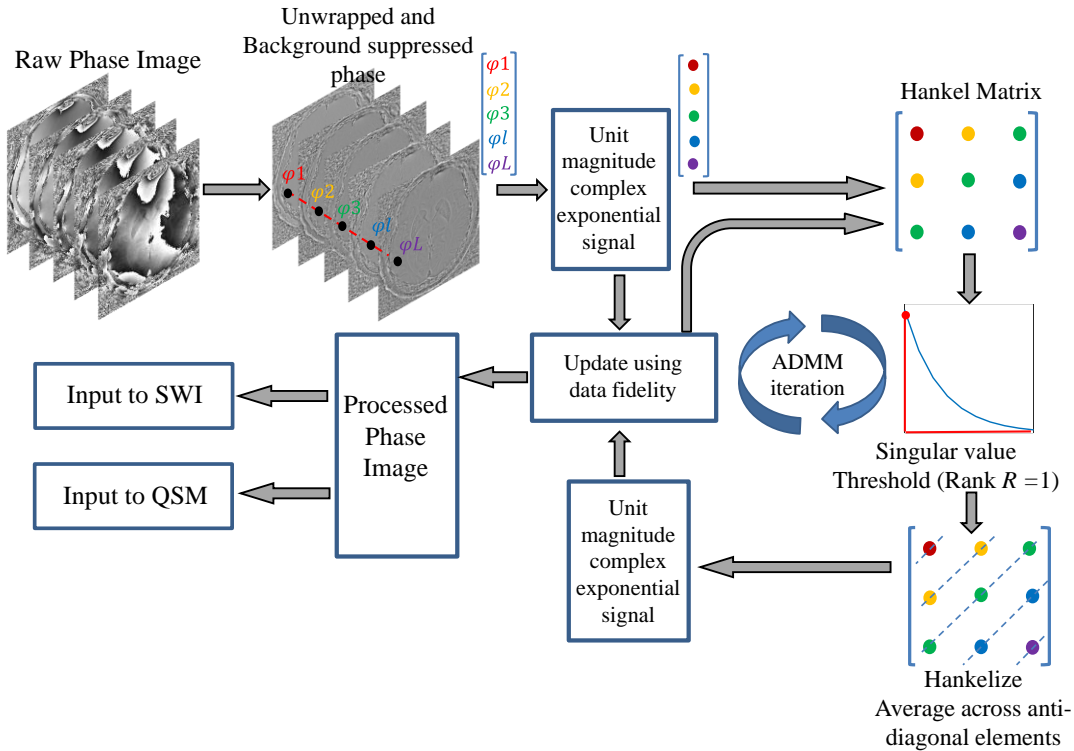 Raw Phase Image
Unwrapped and
Background suppressed
phase
φ1
φ2
φ3
φl
φL
φ1
φ2
φ3
φl
φL
Unit
magnitude
complex
exponential
signal
Hankel Matrix
Update using
data fidelity
ADMM
iteration
Singular value
Threshold (Rank R =1)
Processed
Phase
Image
Input to SWI
Input to QSM
Unit
magnitude
complex
exponential
signal
Hankelize
Average across anti-
diagonal elements